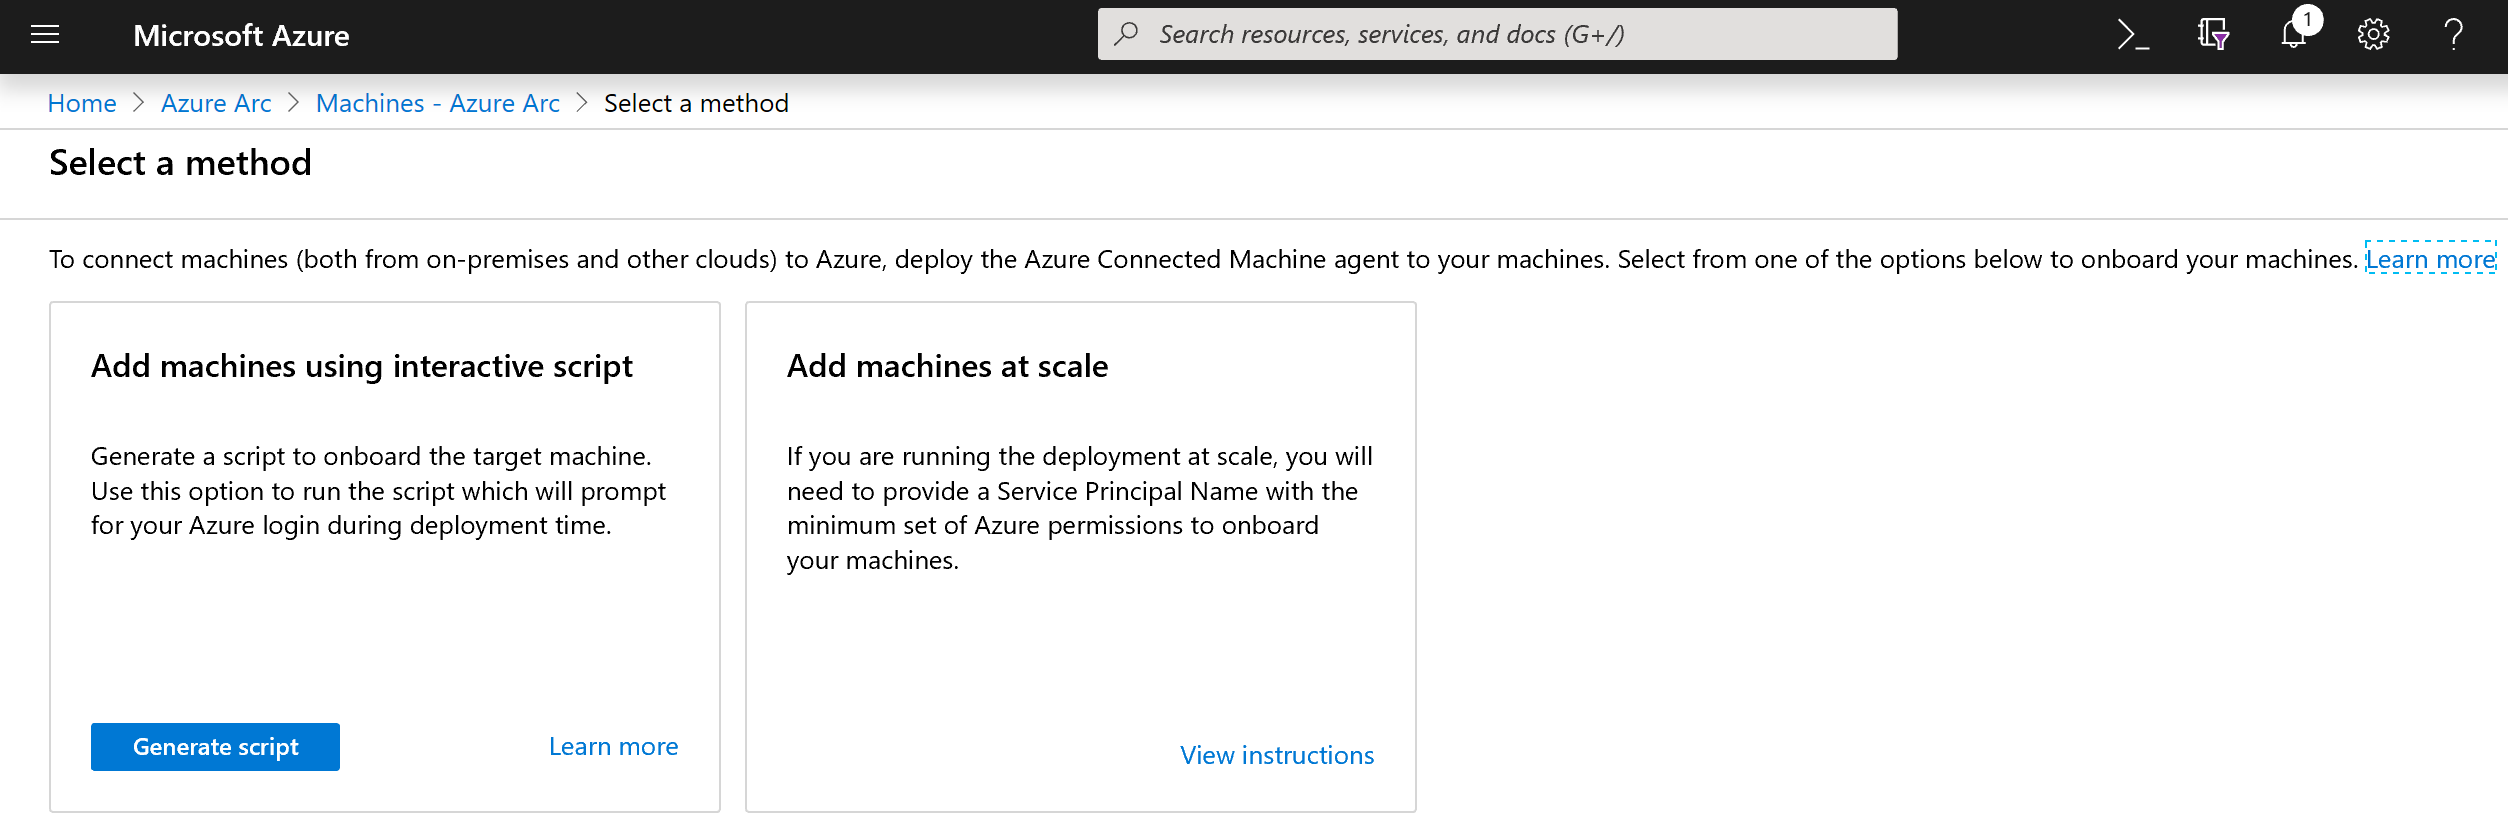 Microsoft Azure
Search resources, services, and docs (G+/)
1
Home > Azure Arc > Machines - Azure Arc > Select a method
Select a method
To connect machines (both from on-premises and other clouds) to Azure, deploy the Azure Connected Machine agent to your machines. Select from one of the options below to onboard your machines. Learn more
Add machines using interactive script
Generate a script to onboard the target machine.
Use this option to run the script which will prompt
for your Azure login during deployment time.
Generate script
Learn more
Add machines at scale
If you are running the deployment at scale, you will
need to provide a Service Principal Name with the
minimum set of Azure permissions to onboard
your machines.
View instructions